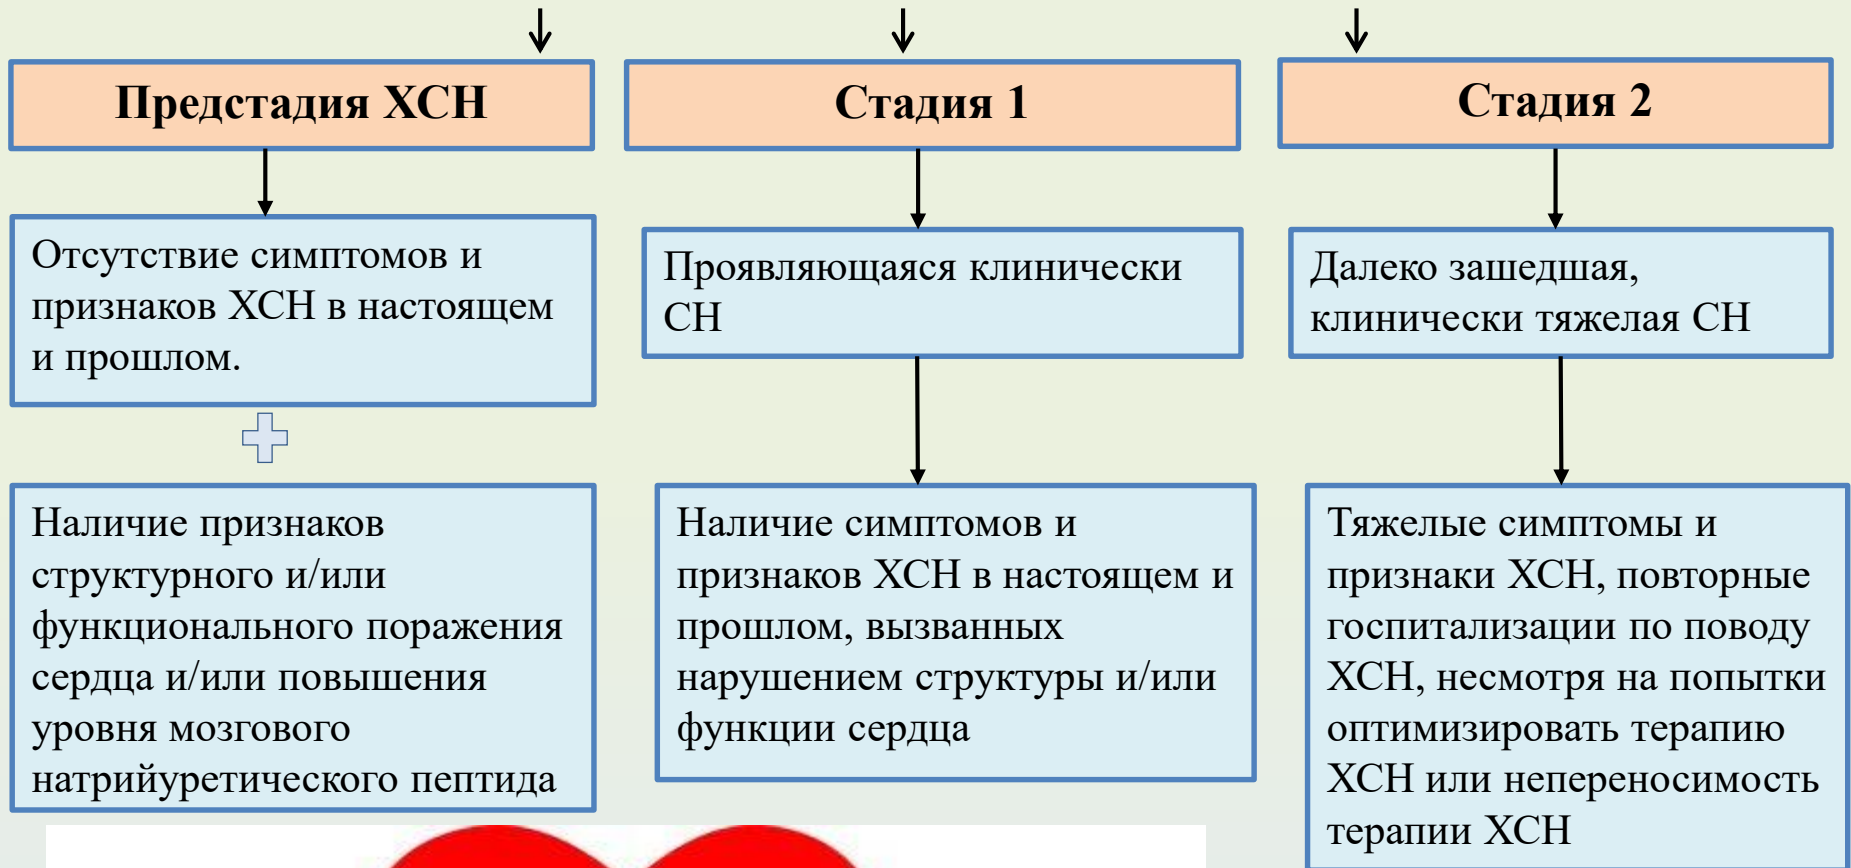 Предстадия ХСН
Отсутствие симптомов и
признаков ХСН в настоящем
и прошлом.
Наличие признаков
структурного и/или
функционального поражения
сердца и/или повышения
уровня мозгового
натрийуретического пептида
Стадия 1
Проявляющаяся клинически
СН
Наличие симптомов и
признаков ХСН в настоящем и
прошлом, вызванных
нарушением структуры и/или
функции сердца
Стадия 2
Далеко зашедшая,
клинически тяжелая СН
Тяжелые симптомы и
признаки ХСН, повторные
госпитализации по поводу
ХСН, несмотря на попытки
оптимизировать терапию
ХСН или непереносимость
терапии ХСН